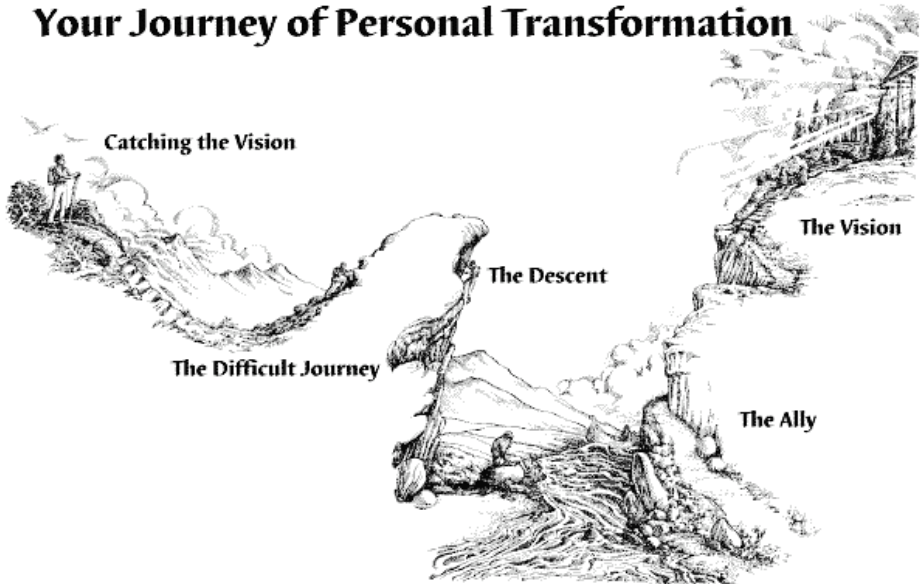 Your Journey of Personal Transformation
Catching the Vision
The Vision
The Descent
The Difficult Journey
The Ally